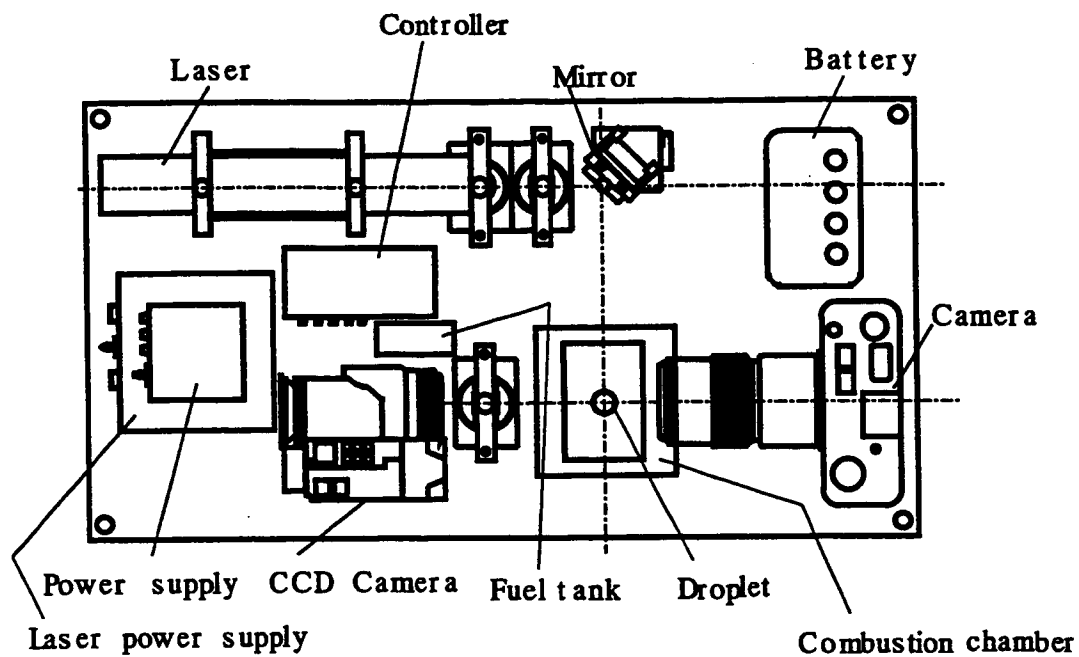 Controller
Laser
Mirror
Battery
Camera
Power supply
CCD Camera
Fuel tank
Droplet
Laser power supply
Combustion chamber